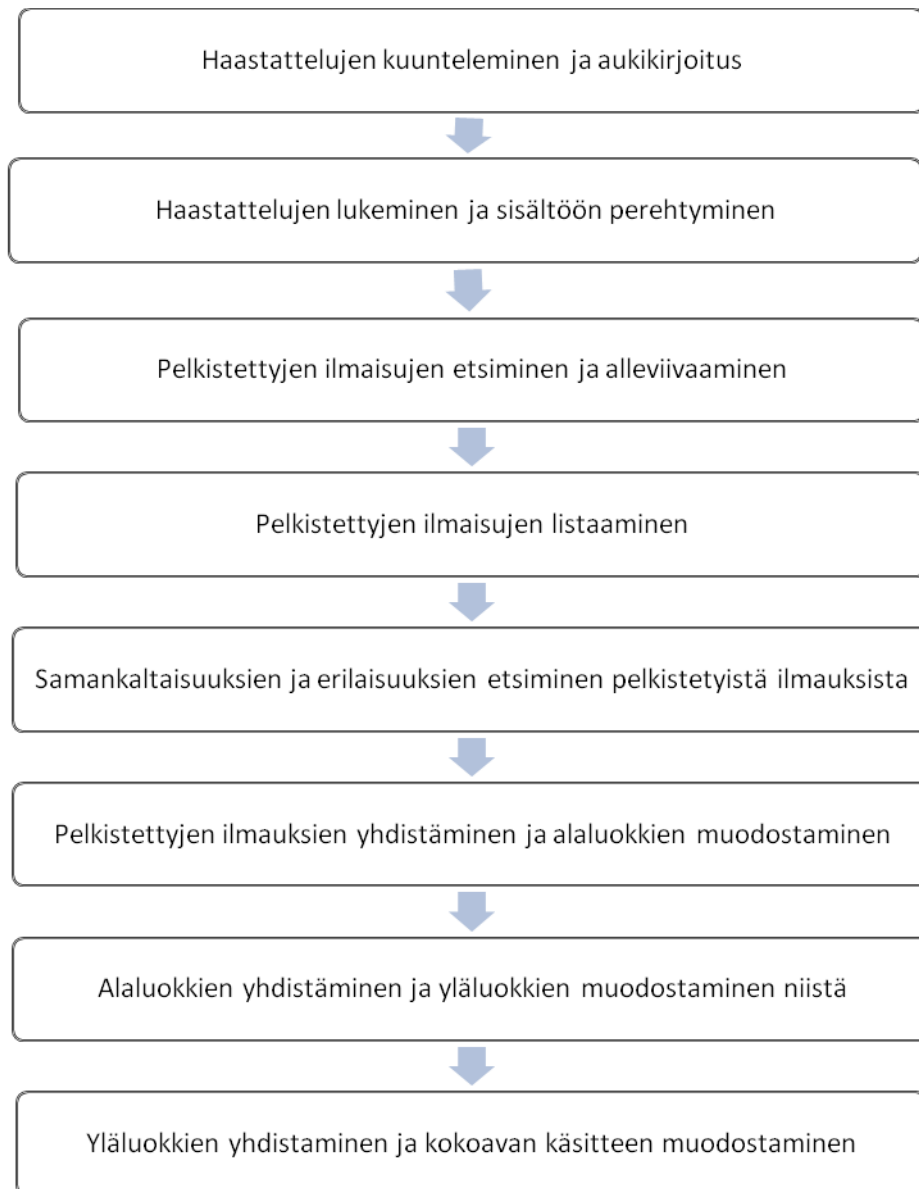 Haastattelujen kuunteleminen ja aukikirjoitus
Haastattelujen lukeminen ja sisältöön perehtyminen
Pelkistettyjen ilmaisujen etsiminen ja alleviivaaminen
Pelkistettyjen ilmaisujen listaaminen
Samankaltaisuuksien ja erilaisuuksien etsiminen pelkistetyistä ilmauksista
Pelkistettyjen ilmauksien yhdistäminen ja alaluokkien muodostaminen
Alaluokkien yhdistäminen ja yläluokkien muodostaminen niistä
Yläluokkien yhdistaminen ja kokoavan käsitteen muodostaminen